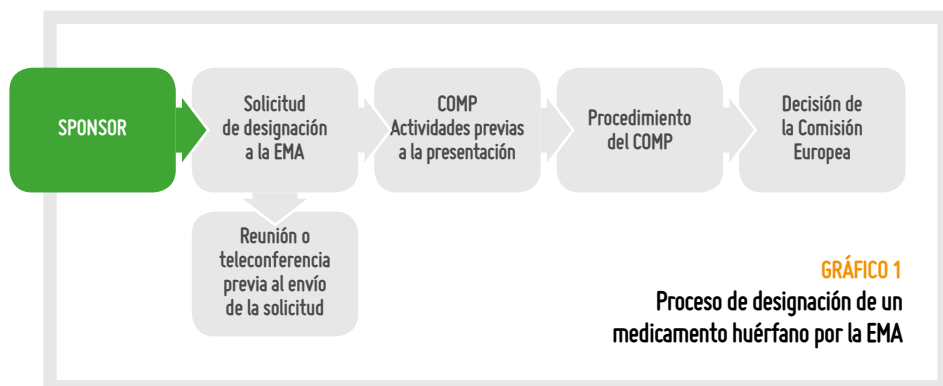 SPONSOR
Solicitud
de designación
a la EMA
COMP
Actividades previas
a la presentación
Procedimiento
del COMP
Decisión de
la Comisión
Europea
Reunión o
teleconferencia
previa al envío
de la solicitud
GRÁFICO 1
Proceso de designación de un
medicamento huérfano por la EMA